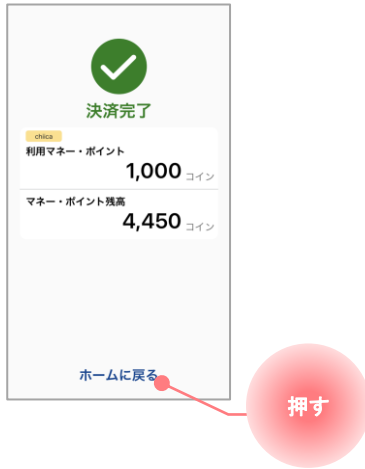 決済完了
chiica
利用マネー・ポイント
1,000 コイン
マネー・ポイント残高
4,450 コイン
ホームに戻る
押す